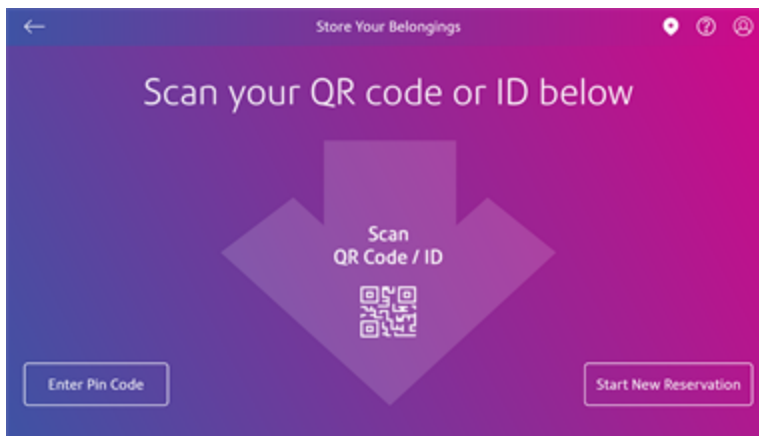 Store Your Belongings
Scan your QR code or ID below
Scan
QR Code / ID
Enter Pin Code
Start New Reservation